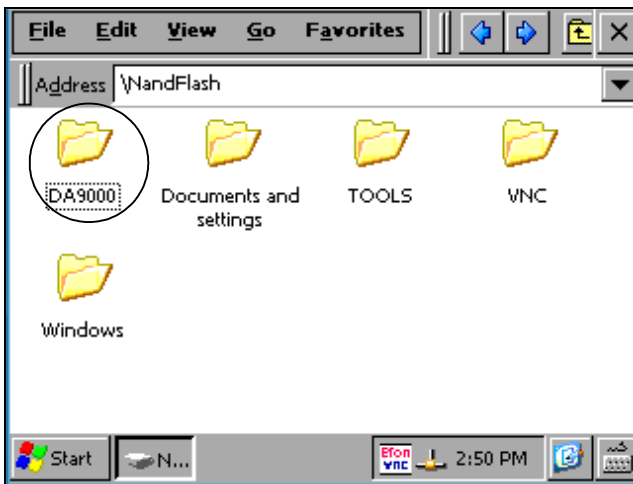 File Edit View Go Favorites
Address \NandFlash
DA9000
Documents and
settings
TOOLS
VNC
Windows
Start N... Efon
VNC 2:50 PM